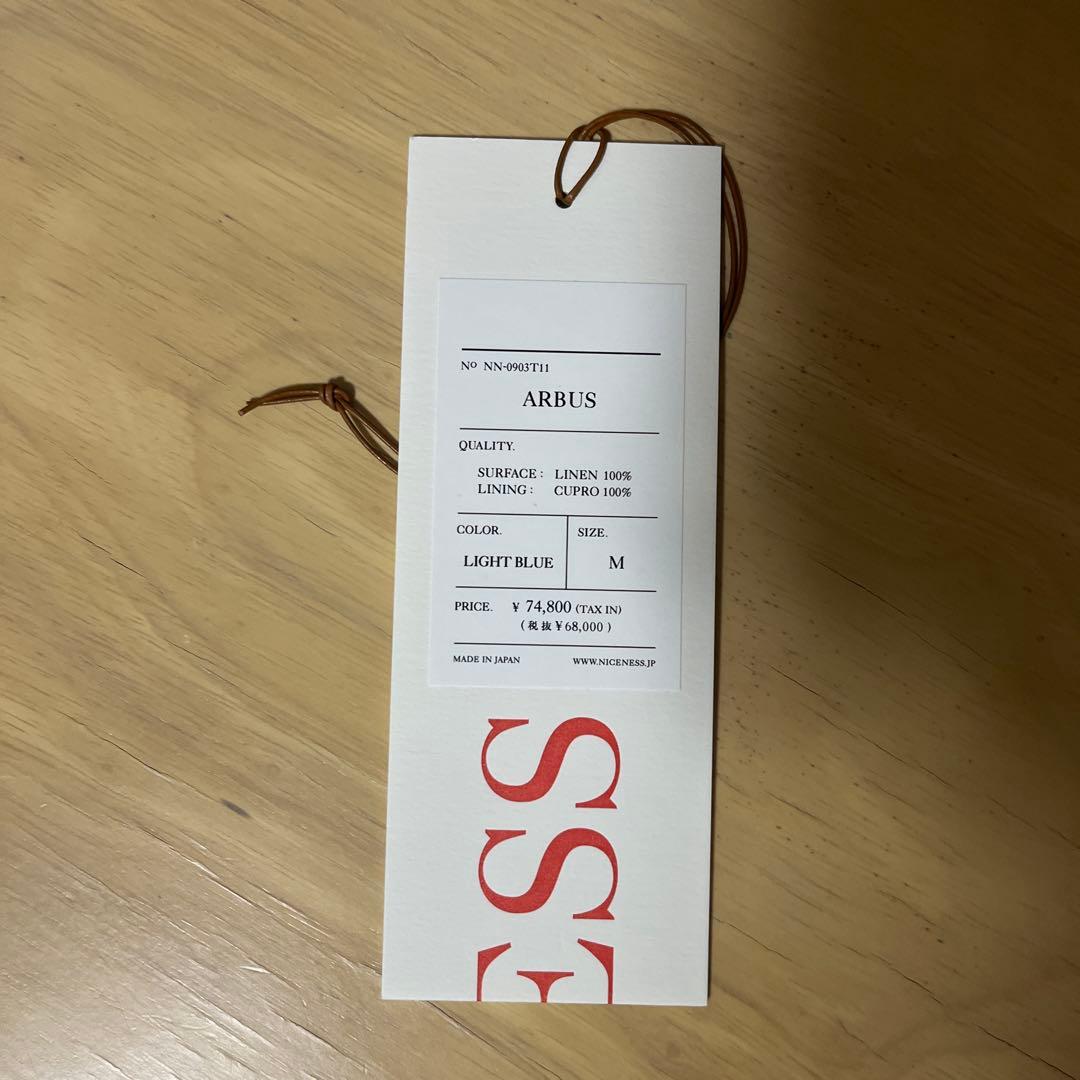 No NN-0903T11
ARBUS
QUALITY.
SURFACE : LINEN 100%
LINING : CUPRO 100%
COLOR.
LIGHT BLUE
SIZE.
M
PRICE. ¥ 74,800 (TAX IN)
( 税 抜 ¥68,000 )
MADE IN JAPAN WWW.NICENESS.JP
ESS